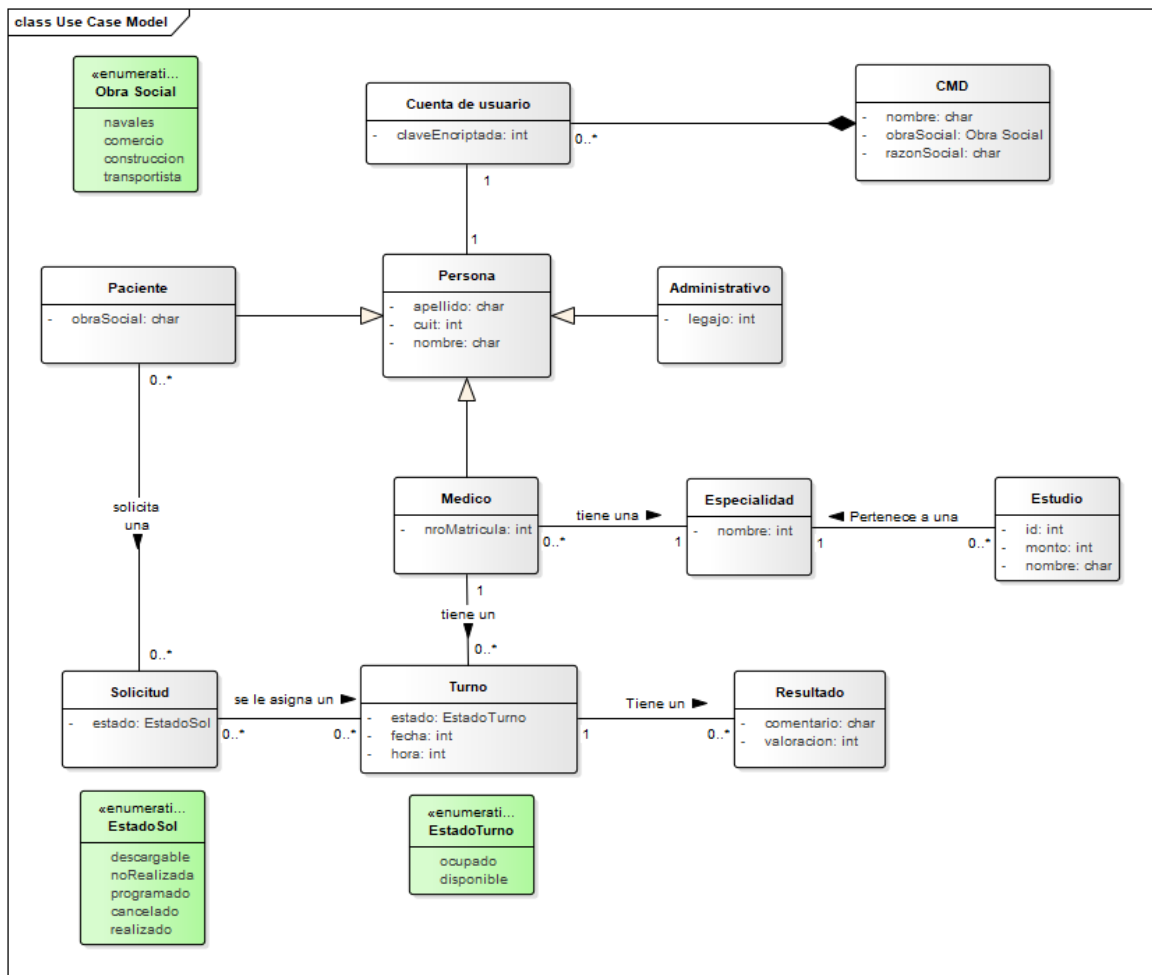 class Use Case Model
«enumerati...
Obra Social
navales
comercio
construccion
transportista
Cuenta de usuario
- claveEncriptada: int
0..*
CMD
- nombre: char
- obraSocial: Obra Social
- razonSocial: char
1
1
Paciente
- obraSocial: char
Persona
- apellido: char
- cuit: int
- nombre: char
Administrativo
- legajo: int
0..*
solicita
una
0..*
Medico
- nroMatricula: int
tiene una
0..*
1
Especialidad
- nombre: int
Pertenece a una
1
0..*
Estudio
- id: int
- monto: int
- nombre: char
1
tiene un
0..*
Solicitud
- estado: EstadoSol
se le asigna un
0..*
0..*
Turno
- estado: EstadoTurno
- fecha: int
- hora: int
Tiene un
1
0..*
Resultado
- comentario: char
- valoracion: int
«enumerati...
EstadoSol
descargable
noRealizada
programado
cancelado
realizado
«enumerati...
EstadoTurno
ocupado
disponible